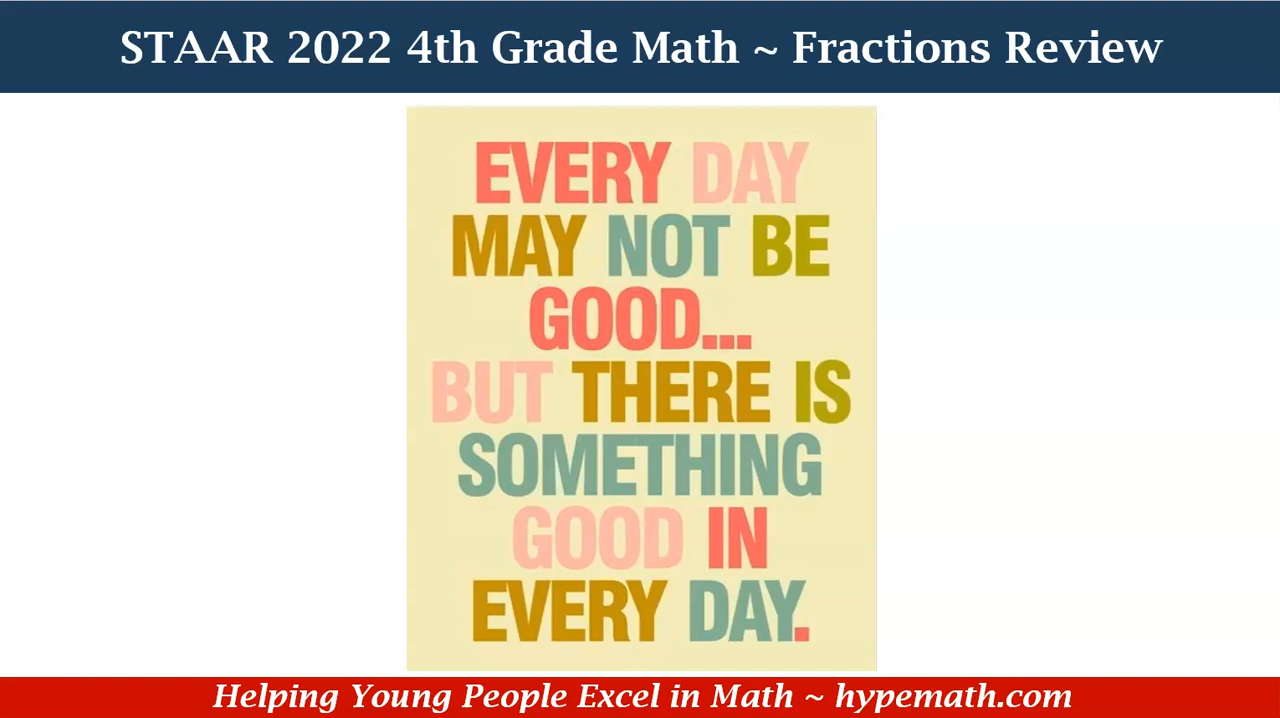 STAAR 2022 4th Grade Math ~ Fractions Review
EVERY DAY
MAY NOT BE
GOOD...
BUT THERE IS
SOMETHING
GOOD IN
EVERY DAY.
Helping Young People Excel in Math ~ hypemath.com